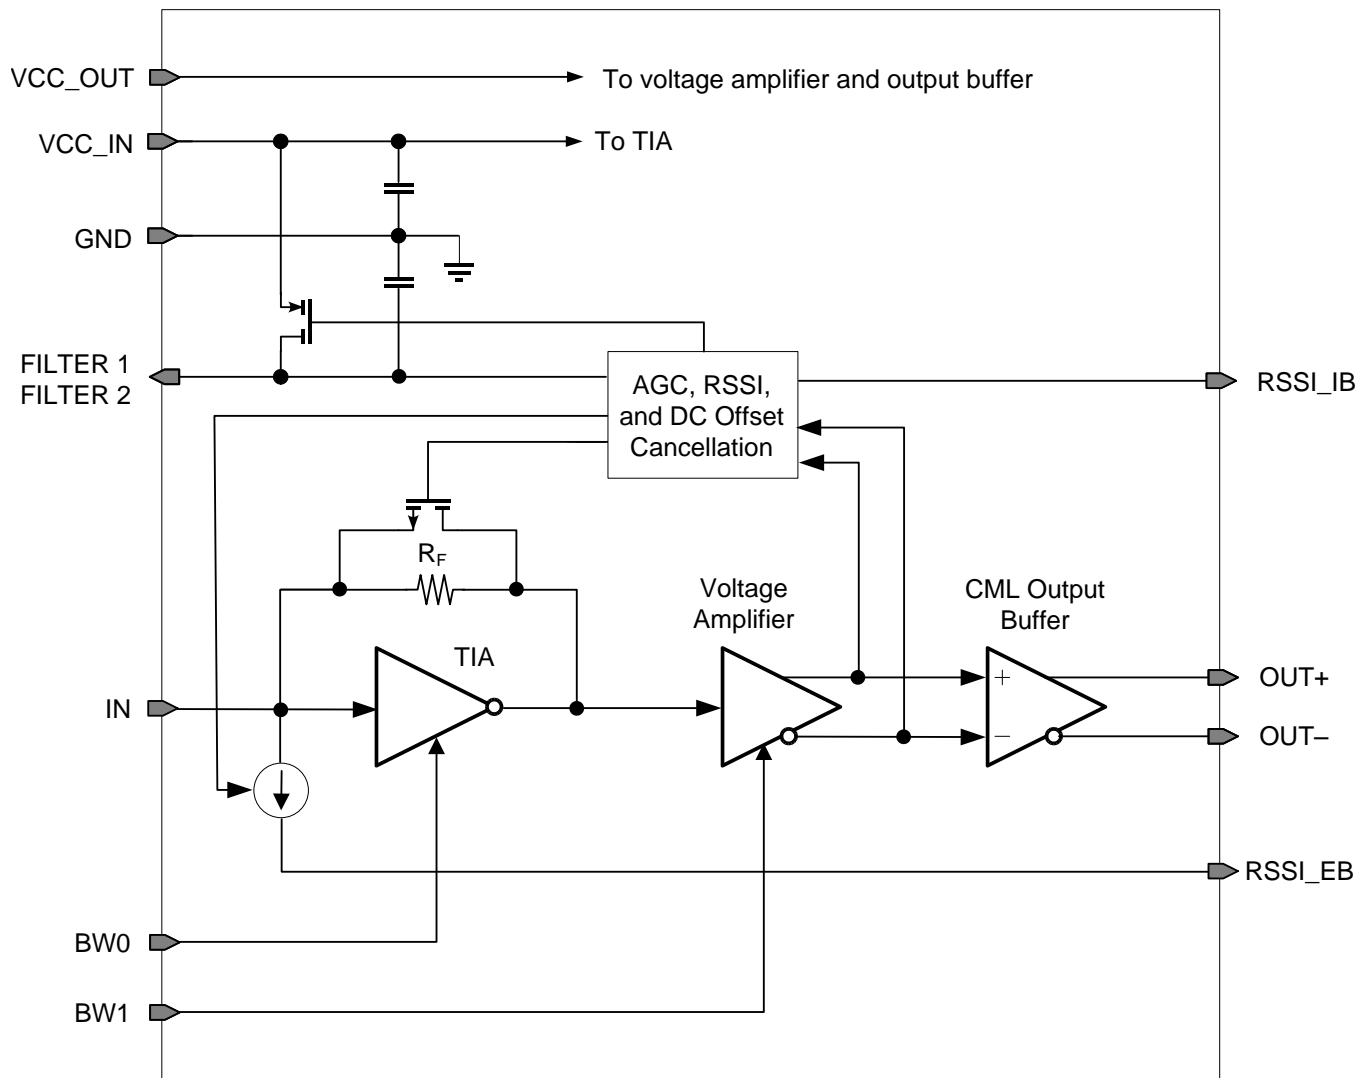 VCC_OUT
To voltage amplifier and output buffer
VCC_IN
To TIA
GND
FILTER 1
FILTER 2
AGC, RSSI,
and DC Offset
Cancellation
RSSI_IB
RF
Voltage
Amplifier
CML Output
Buffer
TIA
IN
+
−
OUT+
OUT–
RSSI_EB
BW0
BW1